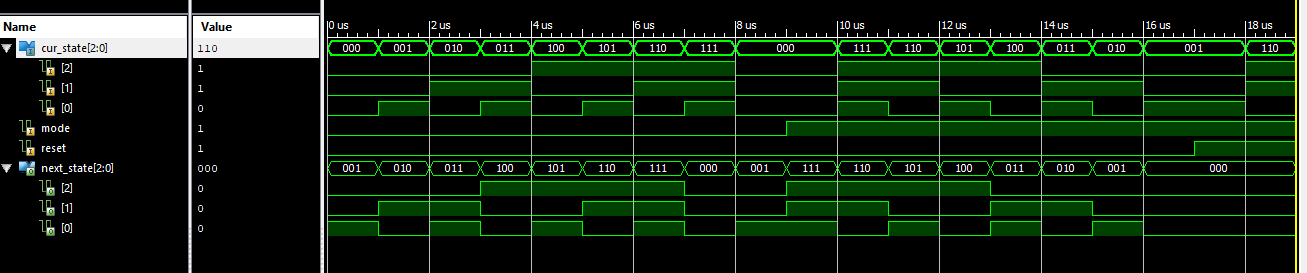 Name Value 0 us 2 us 4 us 6 us 8 us 10 us 12 us 14 us 16 us 18 us
cur_state[2:0] 110 000 001 010 011 100 101 110 111 000 111 110 101 100 011 010 001 110
[2] 1
[1] 1
[0] 0
mode 1
reset 1
next_state[2:0] 000 001 010 011 100 101 110 111 000 001 111 110 101 100 011 010 001 000
[2] 0
[1] 0
[0] 0